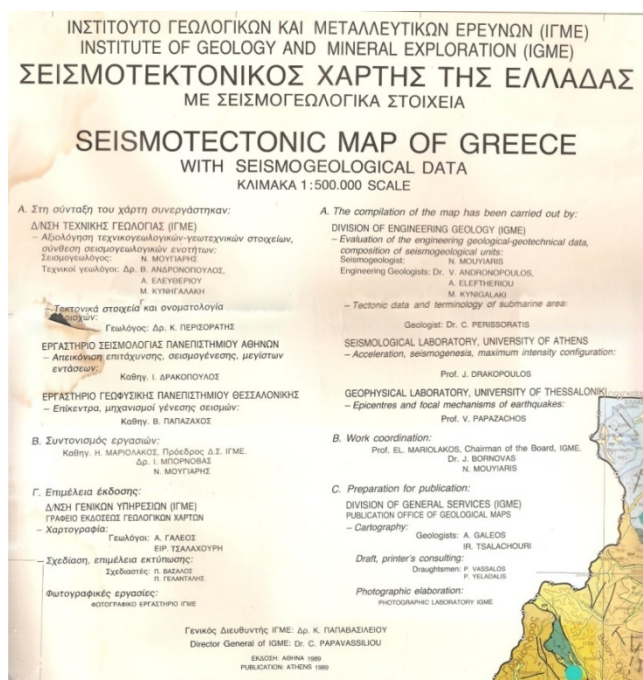 ΙΝΣΤΙΤΟΥΤΟ ΓΕΩΛΟΓΙΚΩΝ ΚΑΙ ΜΕΤΑΛΛΕΥΤΙΚΩΝ ΕΡΕΥΝΩΝ (ΙΓΜΕ)
INSTITUTE OF GEOLOGY AND MINERAL EXPLORATION (IGME)
ΣΕΙΣΜΟΤΕΚΤΟΝΙΚΟΣ ΧΑΡΤΗΣ ΤΗΣ ΕΛΛΑΔΑΣ
ΜΕ ΣΕΙΣΜΟΓΕΩΛΟΓΙΚΑ ΣΤΟΙΧΕΙΑ
SEISMOTECTONIC MAP OF GREECE
WITH SEISMOGEOLOGICAL DATA
ΚΛΙΜΑΚΑ 1:500.000 SCALE
Α. Στη σύνταξη του χάρτη συνεργάστηκαν:
Δ/ΝΣΗ ΤΕΧΝΙΚΗΣ ΓΕΩΛΟΓΙΑΣ (ΙΓΜΕ)
– Αξιολόγηση τεχνικογεωλογικών-γεωτεχνικών στοιχείων,
σύνθεση σεισμογεωλογικών ενοτήτων:
Σεισμογεωλόγος: Ν. ΜΟΥΓΙΑΡΗΣ
Τεχνικοί γεωλόγοι: Δρ. Β. ΑΝΔΡΟΝΟΠΟΥΛΟΣ,
Α. ΕΛΕΥΘΕΡΙΟΥ
Μ. ΚΥΝΗΓΑΛΑΚΗ
– Τεκτονικά στοιχεία και ονοματολογία
Γεωλόγος: Δρ. Κ. ΠΕΡΙΣΟΡΑΤΗΣ
ΕΡΓΑΣΤΗΡΙΟ ΣΕΙΣΜΟΛΟΓΙΑΣ ΠΑΝΕΠΙΣΤΗΜΙΟΥ ΑΘΗΝΩΝ
– Απεικόνιση επιτάχυνσης, σεισμογένεσης, μεγίστων
εντάσεων:
Καθηγ. Ι. ΔΡΑΚΟΠΟΥΛΟΣ
ΕΡΓΑΣΤΗΡΙΟ ΓΕΩΦΥΣΙΚΗΣ ΠΑΝΕΠΙΣΤΗΜΙΟΥ ΘΕΣΣΑΛΟΝΙΚΗΣ
– Επίκεντρα, μηχανισμοί γένεσης σεισμών:
Καθηγ. Β. ΠΑΠΑΖΑΧΟΣ
Β. Συντονισμός εργασιών:
Καθηγ. Η. ΜΑΡΙΟΛΑΚΟΣ, Πρόεδρος Δ.Σ. ΙΓΜΕ.
Δρ. Ι. ΜΠΟΡΝΟΒΑΣ
Ν. ΜΟΥΓΙΑΡΗΣ
Γ. Επιμέλεια έκδοσης:
Δ/ΝΣΗ ΓΕΝΙΚΩΝ ΥΠΗΡΕΣΙΩΝ (ΙΓΜΕ)
ΓΡΑΦΕΙΟ ΕΚΔΟΣΕΩΣ ΓΕΩΛΟΓΙΚΩΝ ΧΑΡΤΩΝ
– Χαρτογραφία:
Γεωλόγοι: Α. ΓΑΛΕΟΣ
ΕΙΡ. ΤΣΑΛΑΧΟΥΡΗ
– Σχεδίαση, επιμέλεια εκτύπωσης:
Σχεδιαστές: Π. ΒΑΣΑΛΟΣ
Π. ΓΕΛΑΝΤΑΛΗΣ
Φωτογραφικές εργασίες:
ΦΩΤΟΓΡΑΦΙΚΟ ΕΡΓΑΣΤΗΡΙΟ ΙΓΜΕ
A. The compilation of the map has been carried out by:
DIVISION OF ENGINEERING GEOLOGY (IGME)
– Evaluation of the engineering geological-geotechnical data,
composition of seismogeological units:
Seismogeologist: N. MOUYIARIS
Engineering Geologists: Dr. V. ANDRONOPOULOS,
A. ELEFTHERIOU
M. KYNIGALAKI
– Tectonic data and terminology of submarine area:
Geologist: Dr. C. PERISSORATIS
SEISMOLOGICAL LABORATORY, UNIVERSITY OF ATHENS
– Acceleration, seismogenesis, maximum intensity configuration:
Prof. J. DRAKOPOULOS
GEOPHYSICAL LABORATORY, UNIVERSITY OF THESSALONIKI
– Epicentres and focal mechanisms of earthquakes:
Prof. V. PAPAZACHOS
B. Work coordination:
Prof. EL. MARIOLAKOS, Chairman of the Board, IGME.
Dr. J. BORNOVAS
N. MOUYIARIS
C. Preparation for publication:
DIVISION OF GENERAL SERVICES (IGME)
PUBLICATION OFFICE OF GEOLOGICAL MAPS
– Cartography:
Geologists: A. GALEOS
IR. TSALACHOURI
Draft, printer's consulting:
Draughtsmen: P. VASSALOS
P. YELADALIS
Photographic elaboration:
PHOTOGRAPHIC LABORATORY IGME
Γενικός Διευθυντής ΙΓΜΕ: Δρ. Κ. ΠΑΠΑΒΑΣΙΛΕΙΟΥ
Director General of IGME: Dr. C. PAPAVASSILIOU
ΕΚΔΟΣΗ: ΑΘΗΝΑ 1989
PUBLICATION: ATHENS 1989